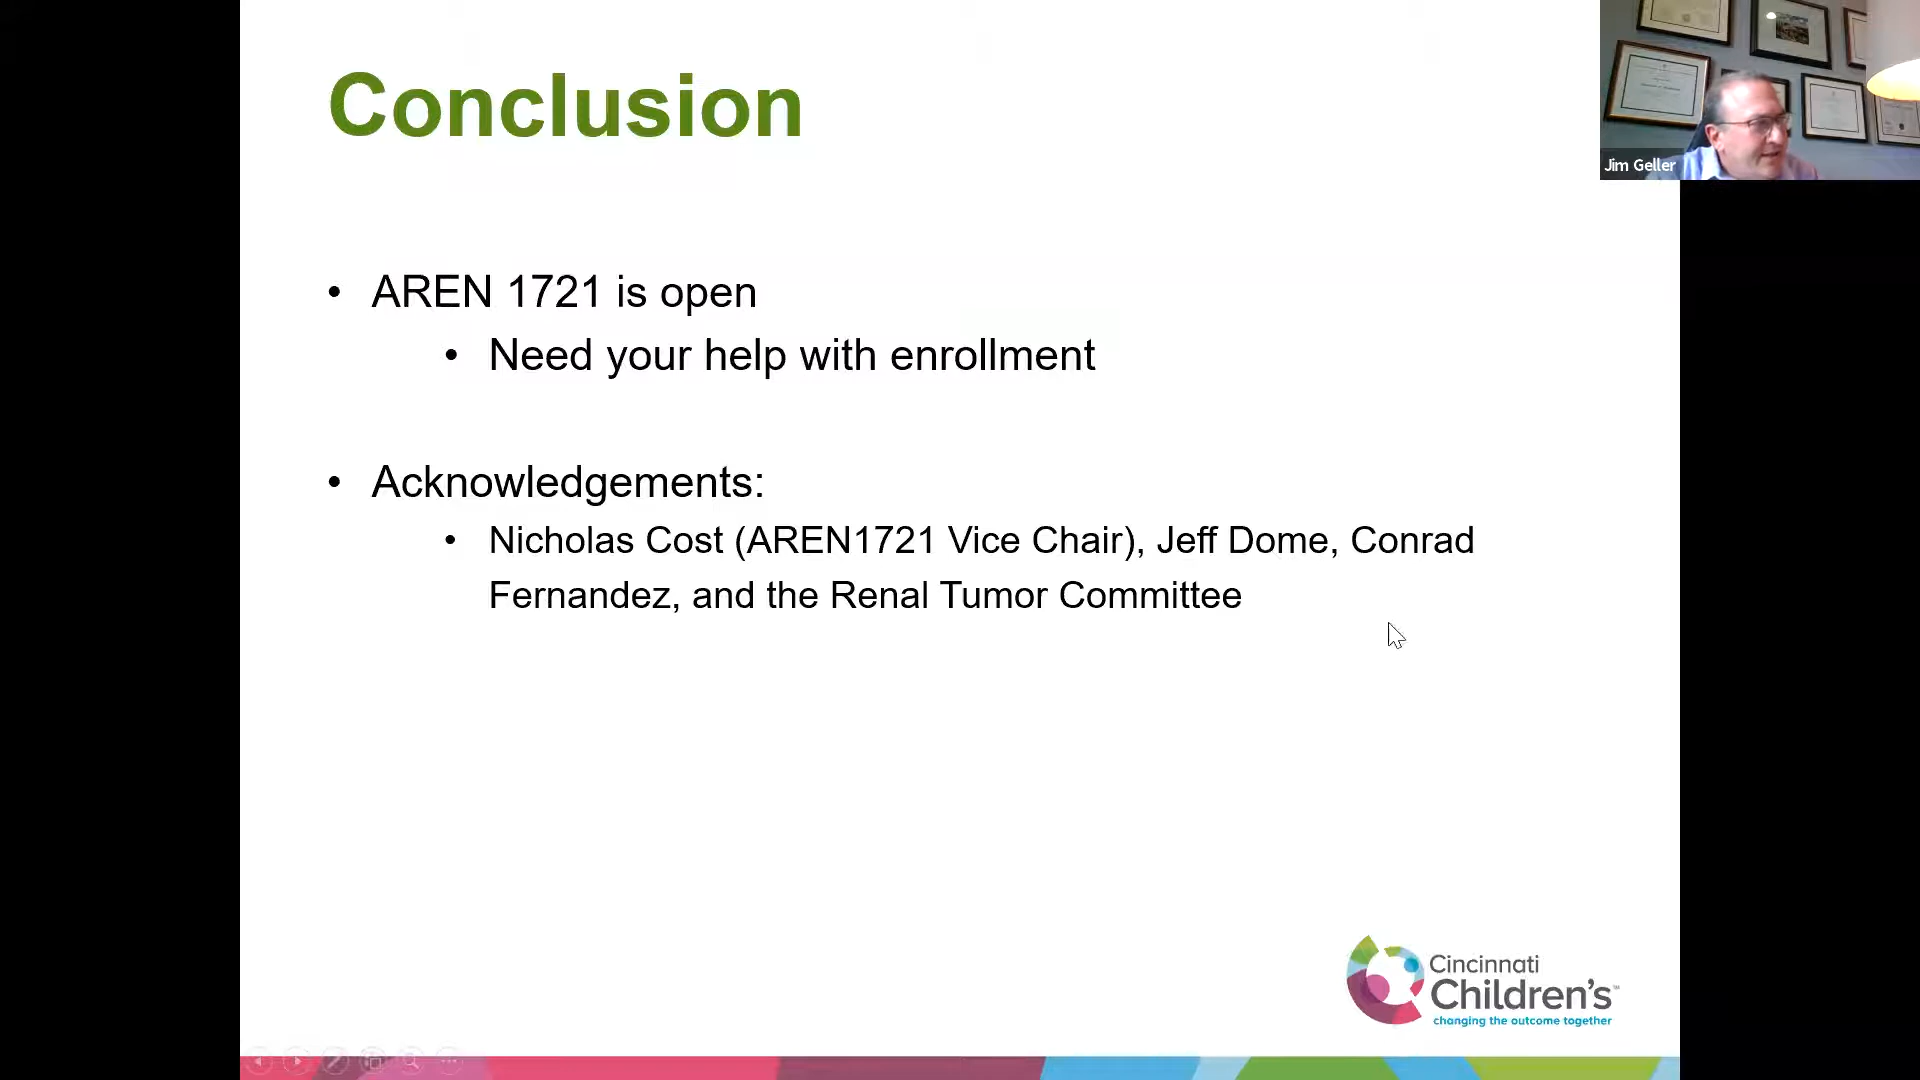 Conclusion
Jim Geller
• AREN 1721 is open
• Need your help with enrollment
• Acknowledgements:
• Nicholas Cost (AREN1721 Vice Chair), Jeff Dome, Conrad
Fernandez, and the Renal Tumor Committee
Cincinnati
Children's™
changing the outcome together